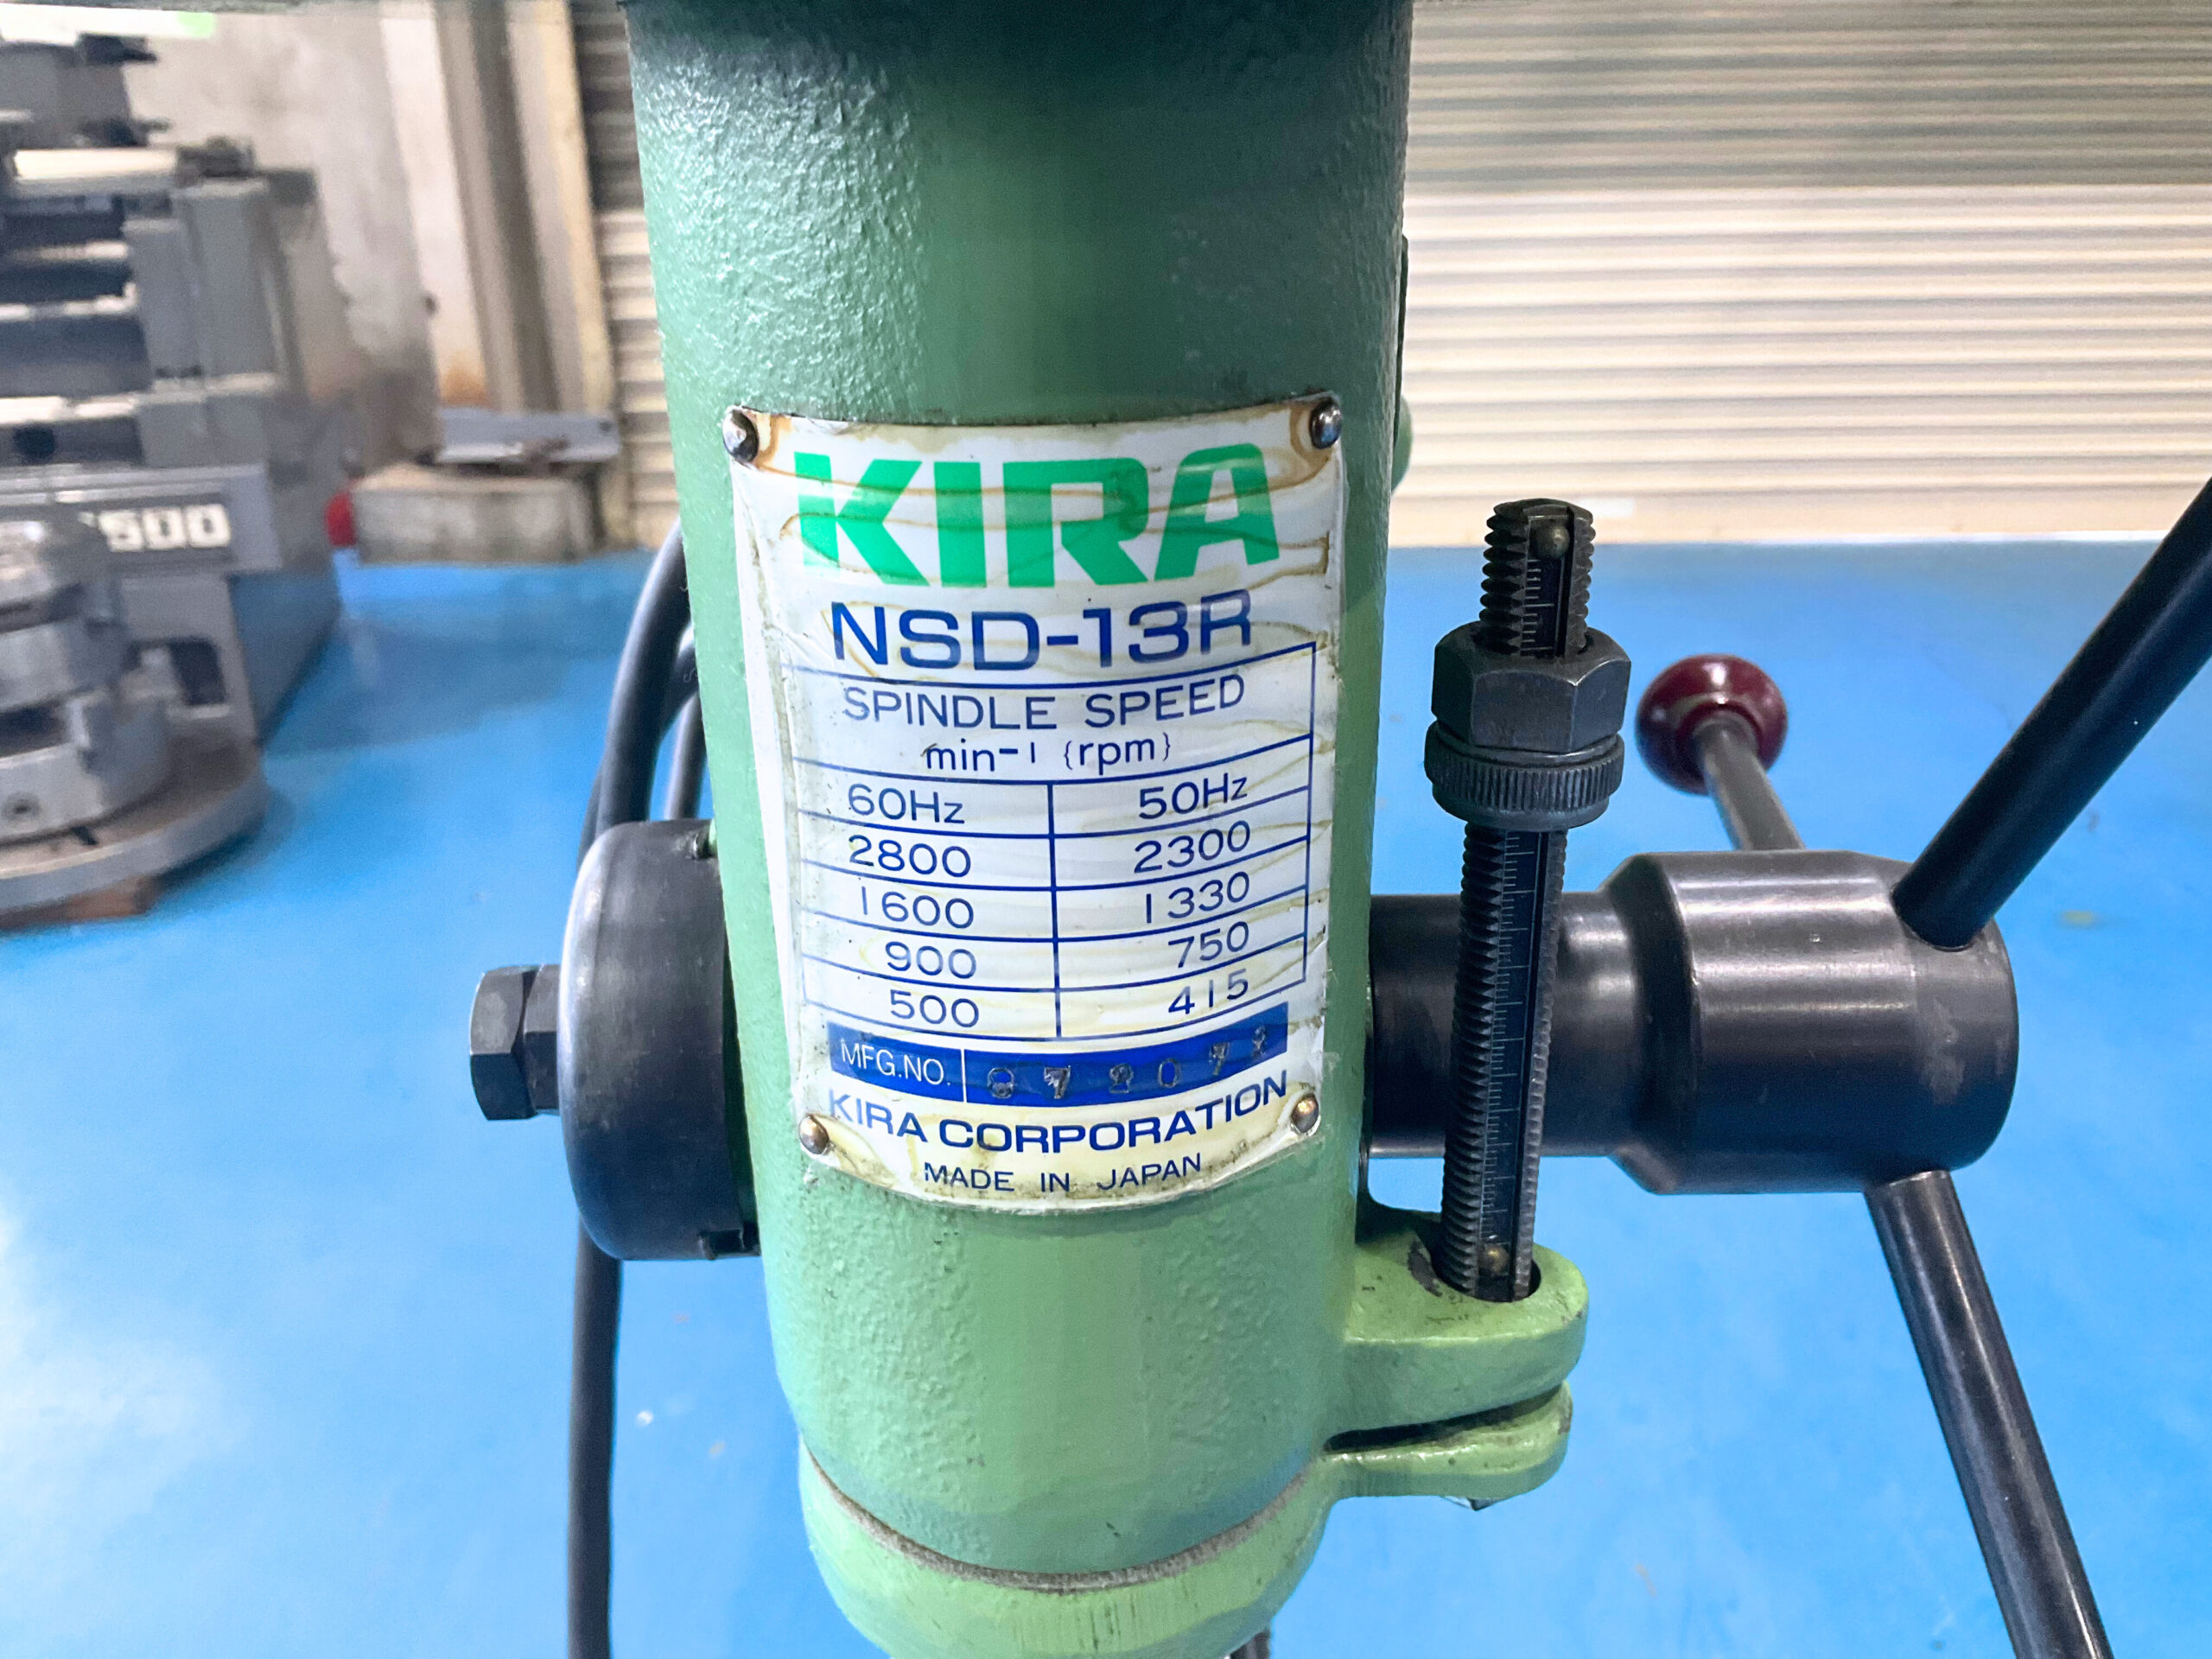 KIRA
NSD-13R
SPINDLE SPEED
min-1 {rpm}
60Hz 50Hz
2800 2300
1600 1330
900 750
500 415
MFG.NO.
KIRA CORPORATION
MADE IN JAPAN
500